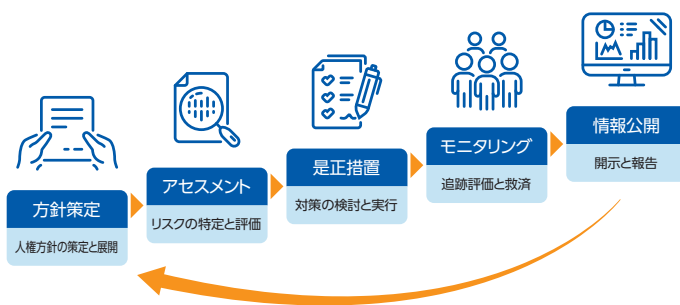 方針策定
人権方針の策定と展開
アセスメント
リスクの特定と評価
是正措置
対策の検討と実行
モニタリング
追跡評価と救済
情報公開
開示と報告